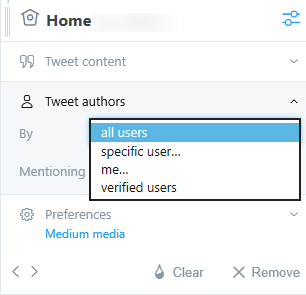 Home
Tweet content
Tweet authors
By
all users
specific user...
me...
Mentioning
verified users
Preferences
Medium media
Clear
Remove